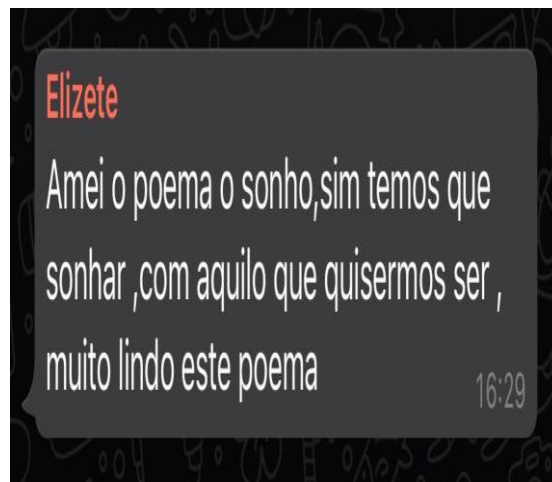 Elizete
Amei o poema o sonho,sim temos que
sonhar ,com aquilo que quisermos ser ,
muito lindo este poema
16:29